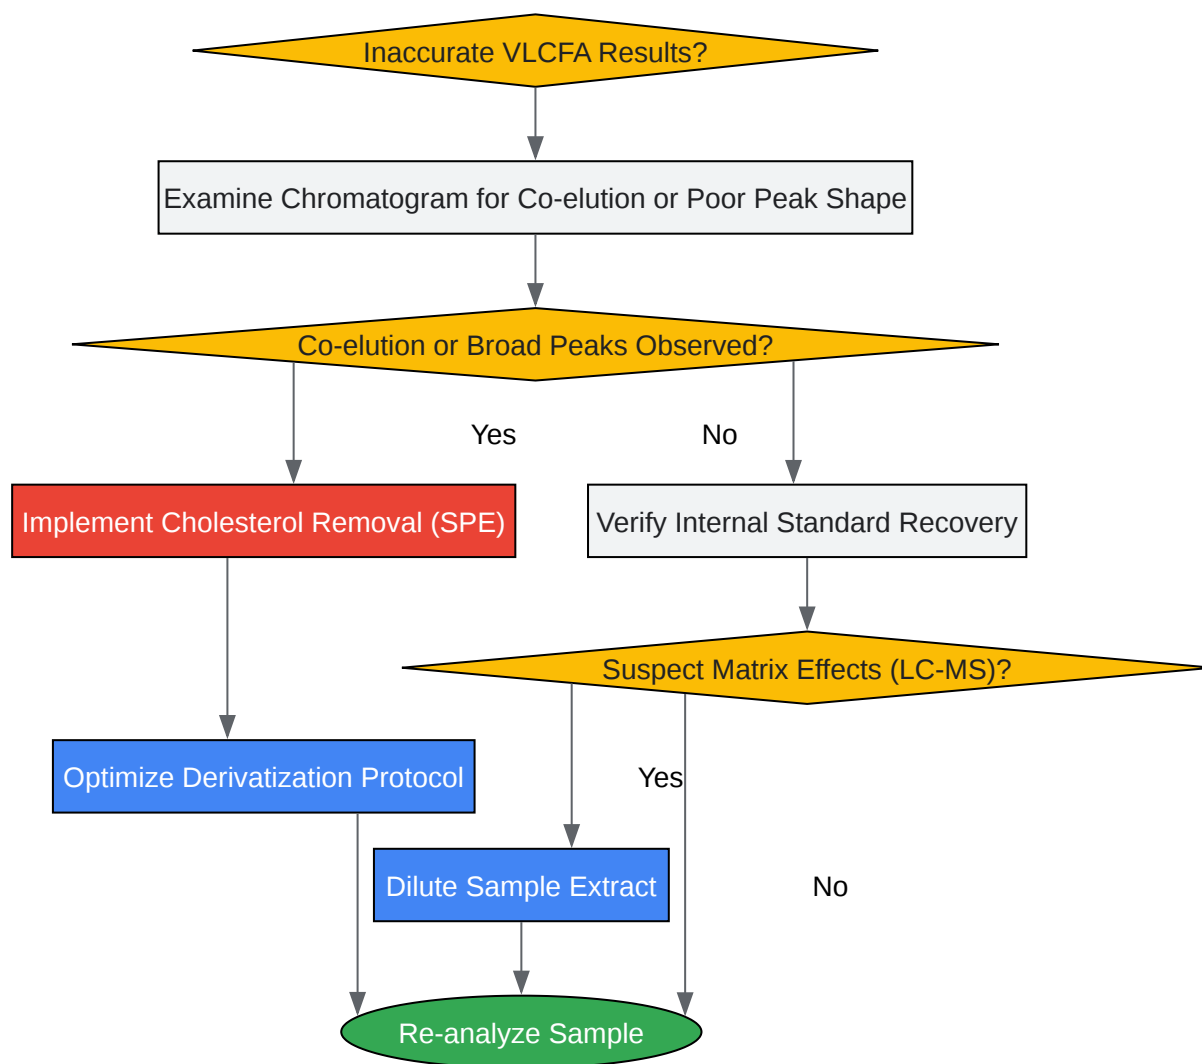 Inaccurate VLCFA Results?
Examine Chromatogram for Co-elution or Poor Peak Shape
Co-elution or Broad Peaks Observed?
Yes
No
Implement Cholesterol Removal (SPE)
Verify Internal Standard Recovery
Suspect Matrix Effects (LC-MS)?
Optimize Derivatization Protocol
Yes
Dilute Sample Extract
No
Re-analyze Sample